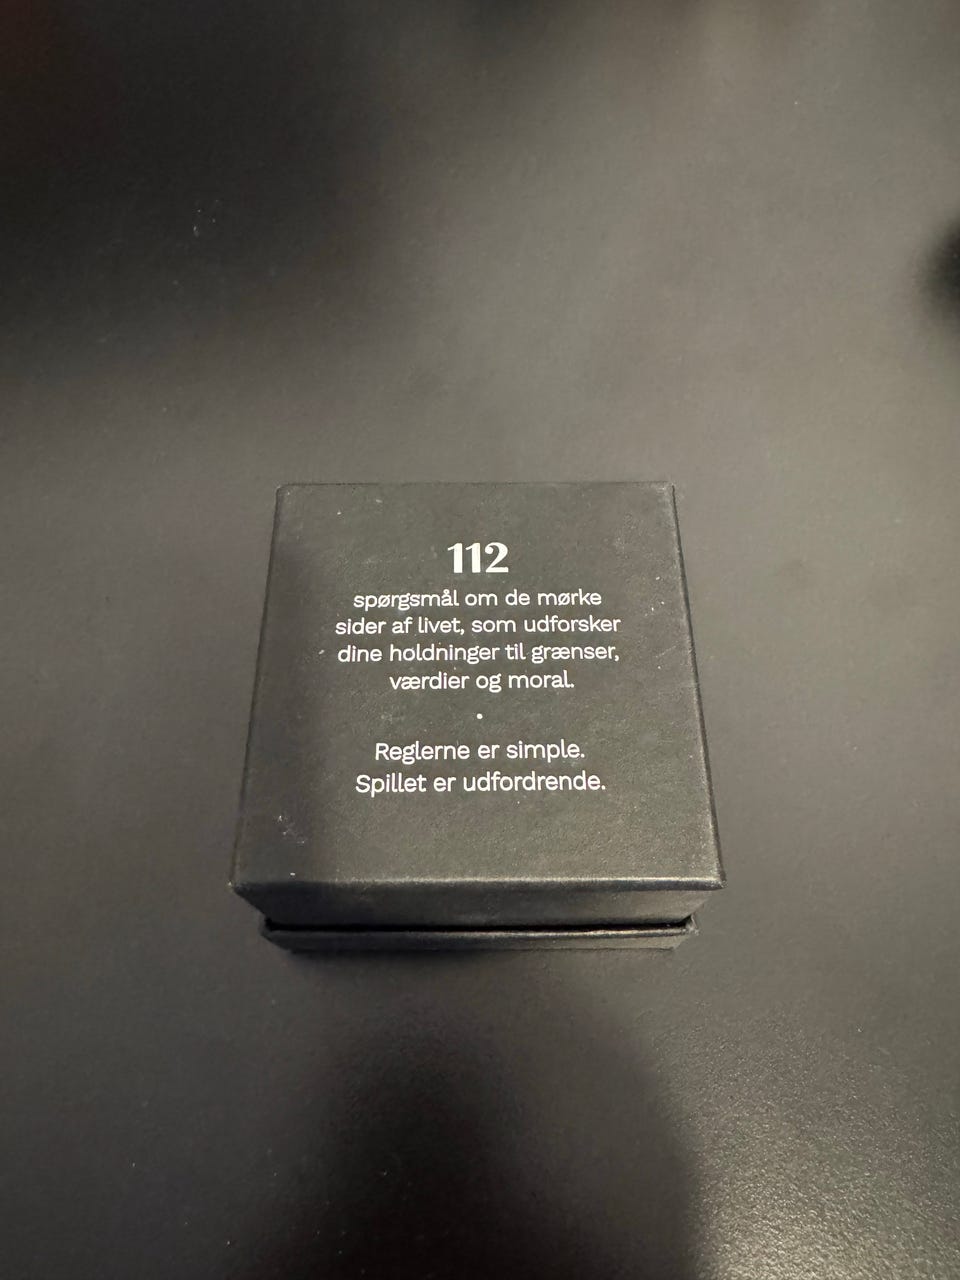 112
spørgsmål om de mørke
sider af livet, som udforsker
dine holdninger til grænser,
værdier og moral.
•
Reglerne er simple.
Spillet er udfordrende.